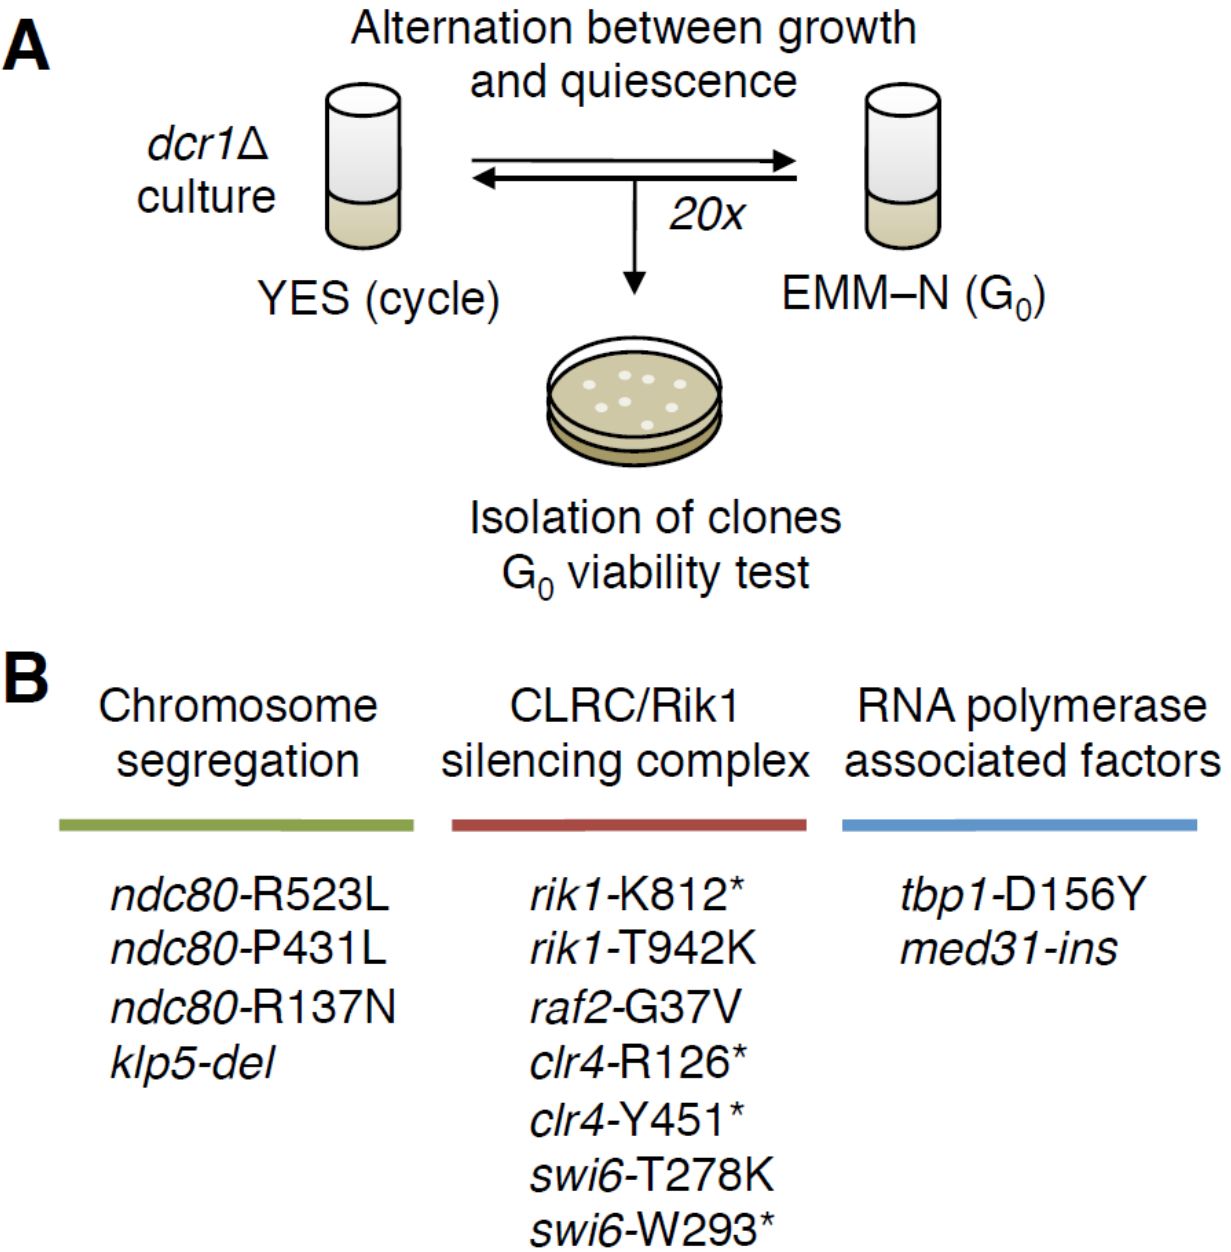 A
Alternation between growth
and quiescence
dcr1Δ
culture
20x
YES (cycle)
EMM–N (G₀)
Isolation of clones
G₀ viability test
B
Chromosome
segregation
ndc80-R523L
ndc80-P431L
ndc80-R137N
klp5-del
CLRC/Rik1
silencing complex
rik1-K812*
rik1-T942K
raf2-G37V
clr4-R126*
clr4-Y451*
swi6-T278K
swi6-W293*
RNA polymerase
associated factors
tbp1-D156Y
med31-ins